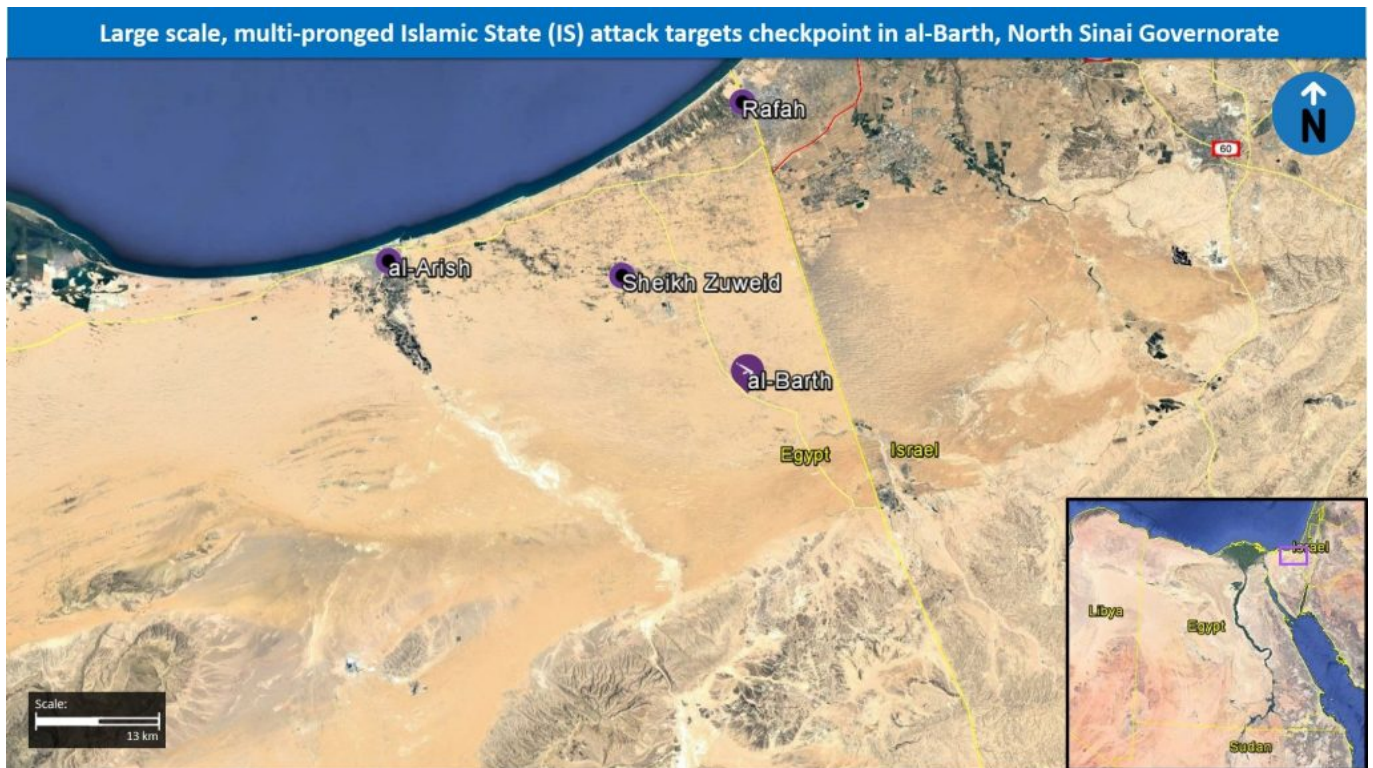 Large scale, multi-pronged Islamic State (IS) attack targets checkpoint in al-Barth, North Sinai Governorate
N
Rafah
60
al-Arish
Sheikh Zuweid
al-Barth
Egypt
Israel
Israel
Libya
Egypt
Sudan
Scale:
13 km